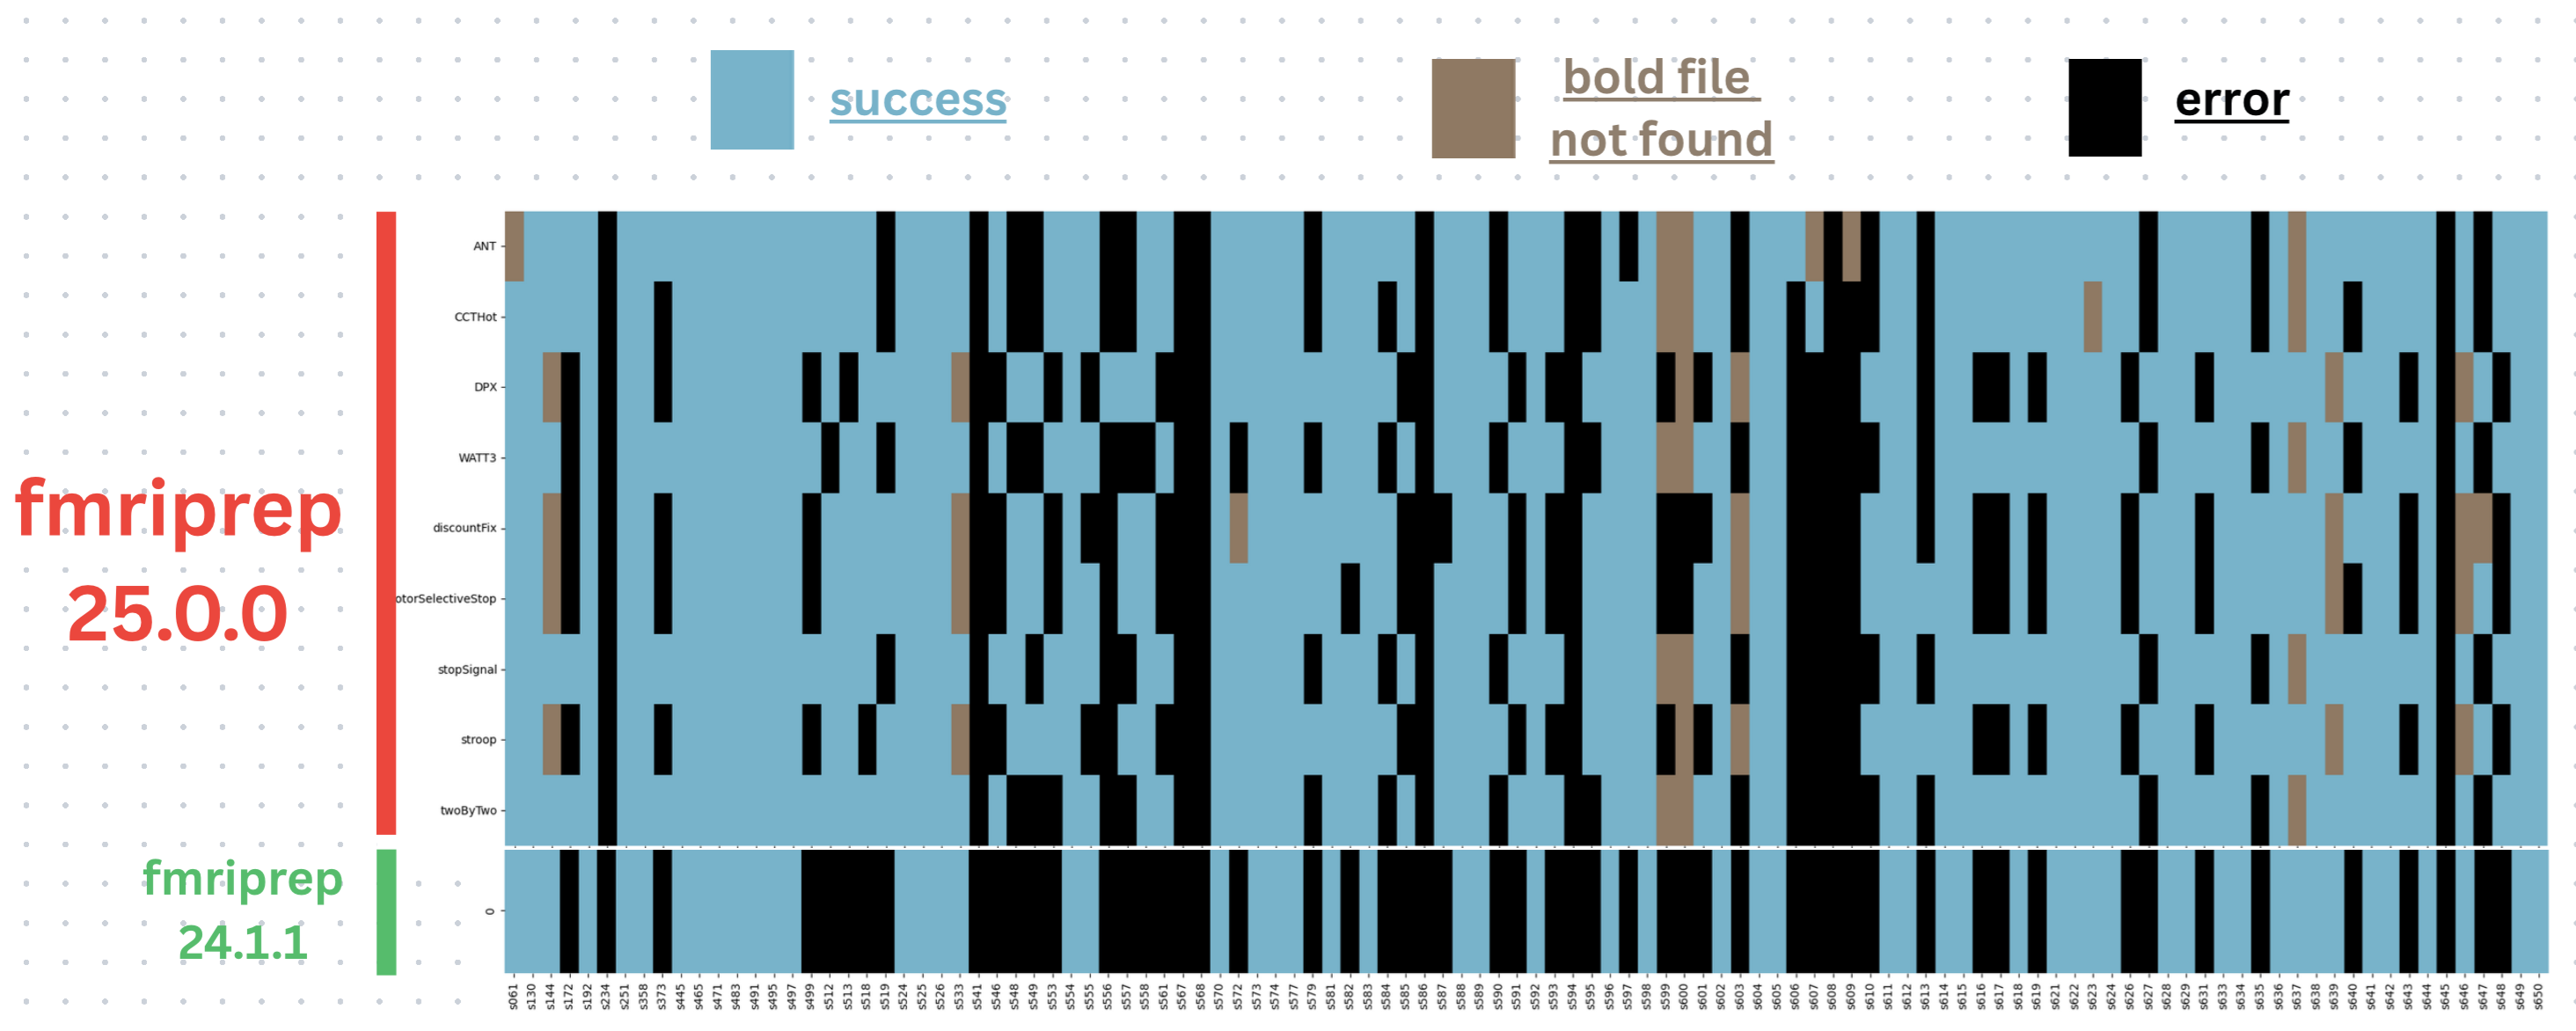 success
bold file
not found
error
fmriprep
25.0.0
ANT
CCTHot
DPX
WATT3
discountFix
otorSelectiveStop
stopSignal
stroop
twoByTwo
fmriprep
24.1.1
0
s061 s130 s144 s172 s192 s234 s251 s358 s373 s445 s465 s471 s483 s491 s495 s497 s499 s512 s513 s518 s519 s524 s525 s526 s533 s541 s546 s548 s549 s553 s554 s555 s556 s557 s558 s561 s567 s568 s570 s572 s573 s574 s577 s579 s581 s582 s583 s584 s585 s586 s587 s588 s589 s590 s591 s592 s593 s594 s595 s596 s597 s598 s599 s600 s601 s602 s603 s604 s605 s606 s607 s608 s609 s610 s611 s612 s613 s614 s615 s616 s617 s618 s619 s621 s622 s623 s624 s626 s627 s628 s629 s631 s633 s634 s635 s636 s637 s638 s639 s640 s641 s642 s643 s644 s645 s646 s647 s648 s649 s650